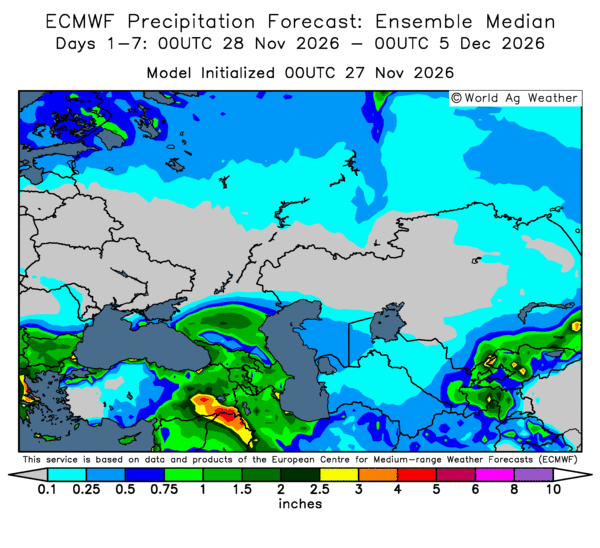 ECMWF Precipitation Forecast: Ensemble Median
Days 1-7: 00UTC 28 Nov 2026 - 00UTC 5 Dec 2026
Model Initialized 00UTC 27 Nov 2026
© World Ag Weather
This service is based on data and products of the European Centre for Medium-range Weather Forecasts (ECMWF)
0.1 0.25 0.5 0.75 1 1.5 2 2.5 3 4 5 6 8 10
inches